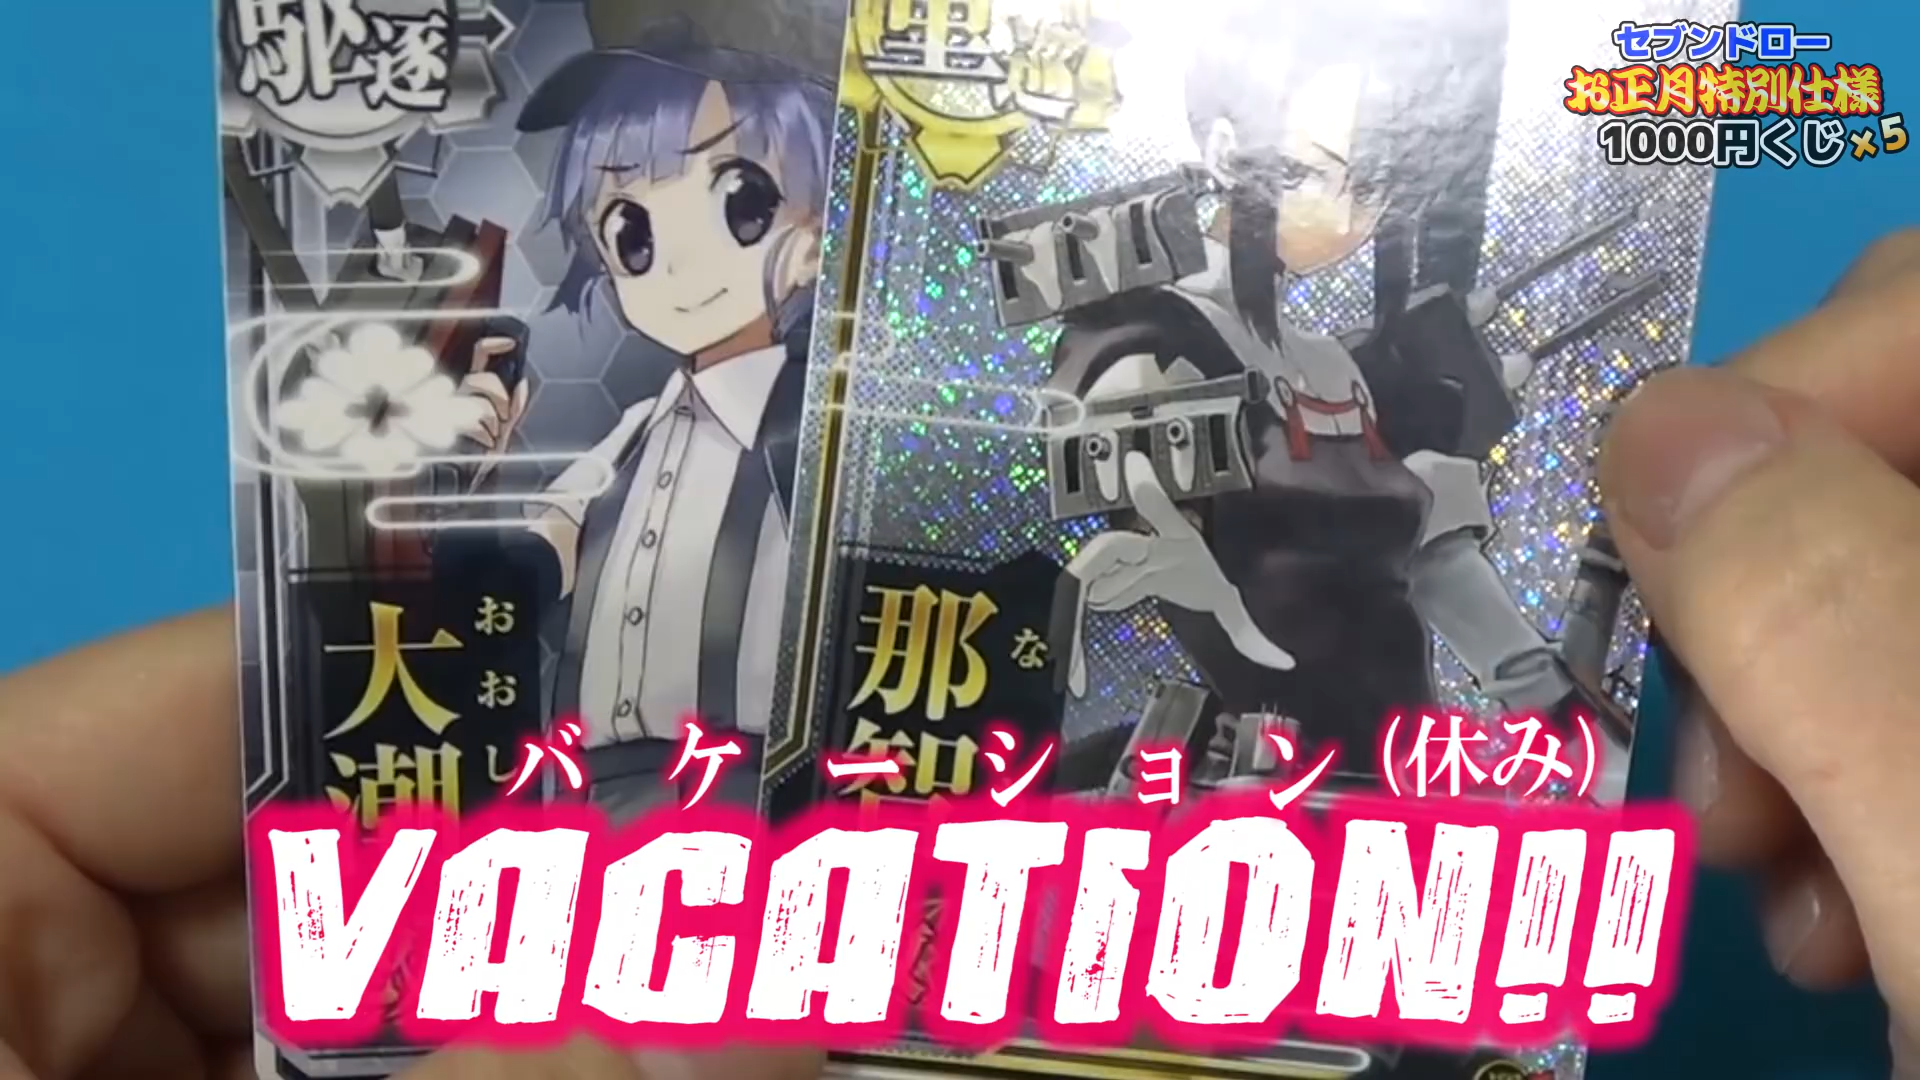 セブンドロー
お正月特別仕様
1000円くじ×5
駆逐
重巡
大潮
おおし
那智
な
バケーション(休み)
VACATION!!